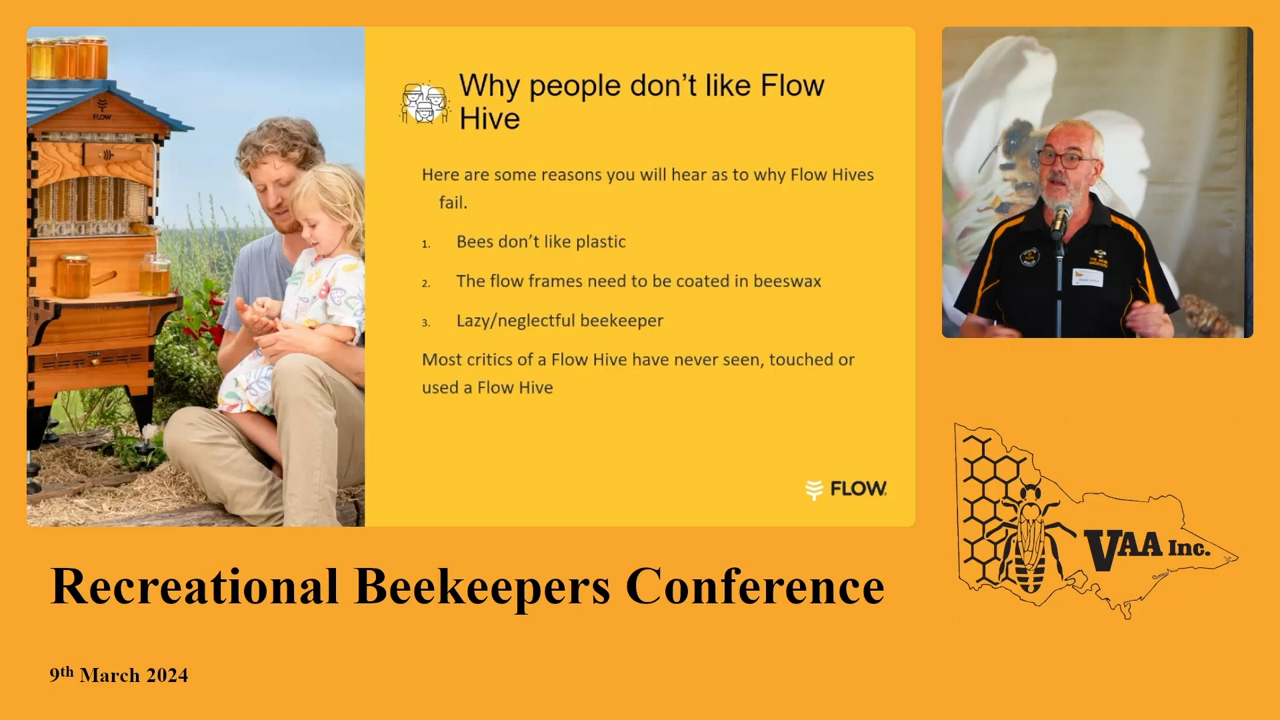 Why people don’t like Flow
Hive
Here are some reasons you will hear as to why Flow Hives
fail.
1. Bees don’t like plastic
2. The flow frames need to be coated in beeswax
3. Lazy/neglectful beekeeper
Most critics of a Flow Hive have never seen, touched or
used a Flow Hive
FLOW
FLOW
VAA Inc.
Recreational Beekeepers Conference
9th March 2024